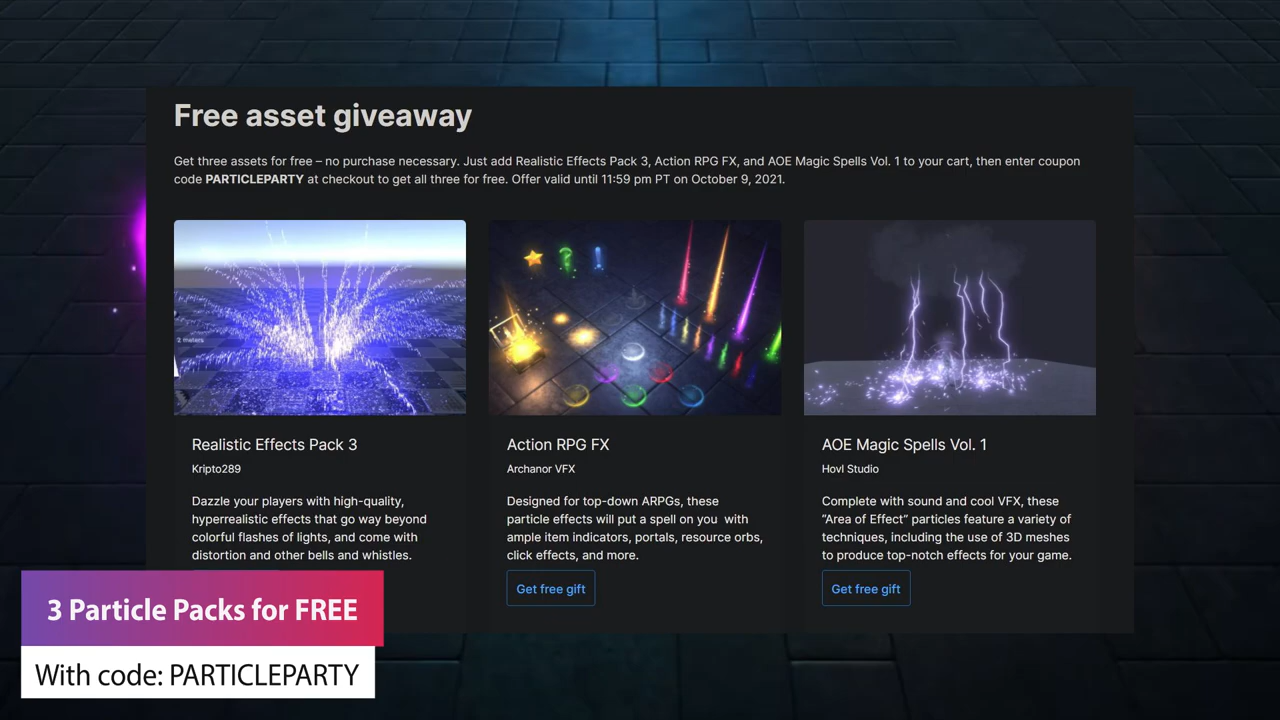 Free asset giveaway
Get three assets for free – no purchase necessary. Just add Realistic Effects Pack 3, Action RPG FX, and AOE Magic Spells Vol. 1 to your cart, then enter coupon
code PARTICLEPARTY at checkout to get all three for free. Offer valid until 11:59 pm PT on October 9, 2021.
2 meters
Realistic Effects Pack 3
Kripto289
Dazzle your players with high-quality,
hyperrealistic effects that go way beyond
colorful flashes of lights, and come with
distortion and other bells and whistles.
Action RPG FX
Archanor VFX
Designed for top-down ARPGs, these
particle effects will put a spell on you with
ample item indicators, portals, resource orbs,
click effects, and more.
Get free gift
AOE Magic Spells Vol. 1
Hovl Studio
Complete with sound and cool VFX, these
“Area of Effect” particles feature a variety of
techniques, including the use of 3D meshes
to produce top-notch effects for your game.
Get free gift
3 Particle Packs for FREE
With code: PARTICLEPARTY